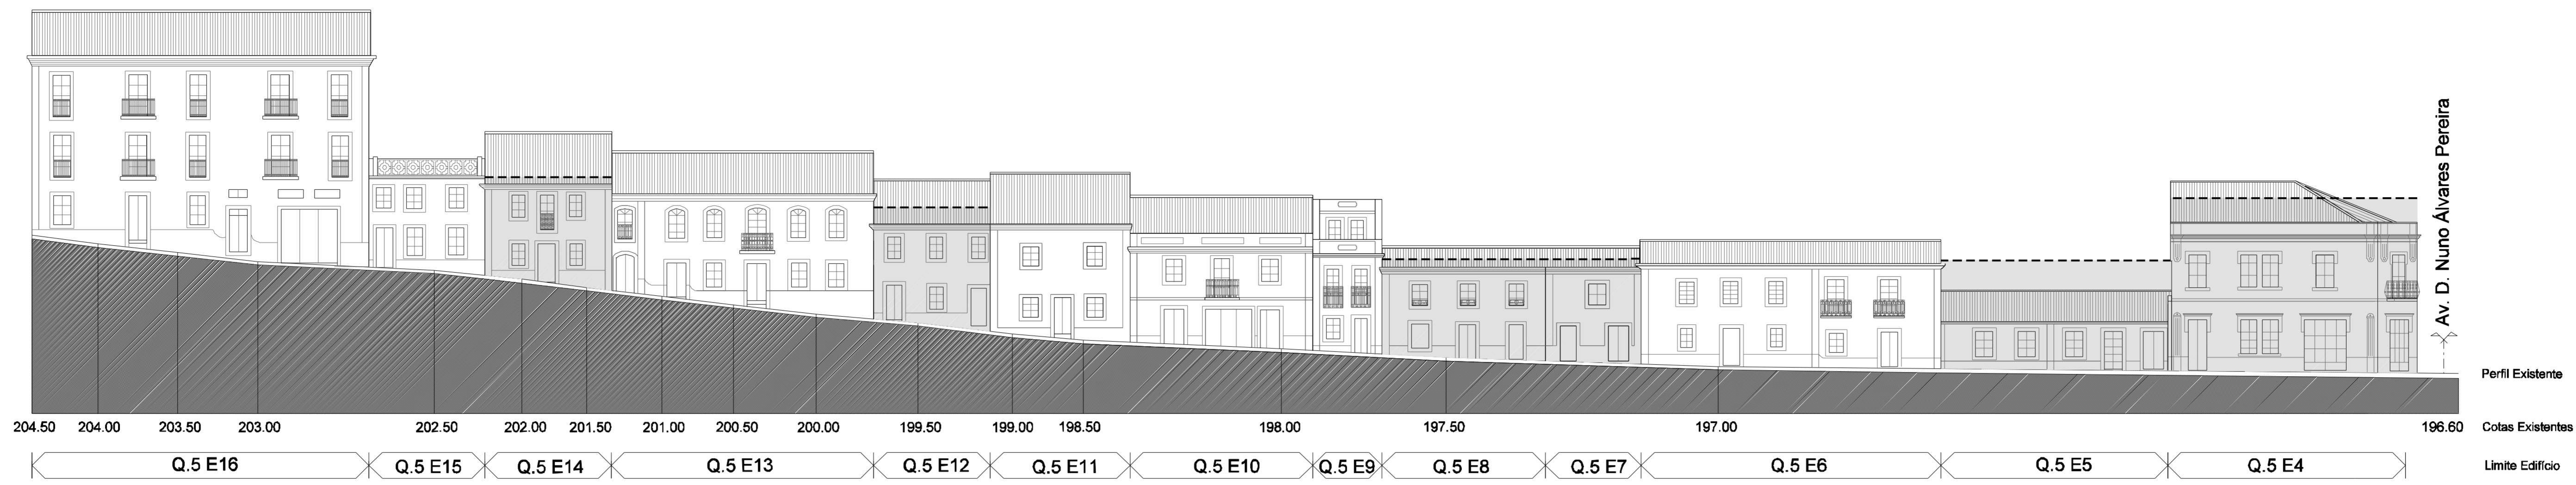 Av. D. Nuno Álvares Pereira
Perfil Existente
204.50 204.00 203.50 203.00 202.50 202.00 201.50 201.00 200.50 200.00 199.50 199.00 198.50 198.00 197.50 197.00 196.60 Cotas Existentes
Q.5 E16 Q.5 E15 Q.5 E14 Q.5 E13 Q.5 E12 Q.5 E11 Q.5 E10 Q.5 E9 Q.5 E8 Q.5 E7 Q.5 E6 Q.5 E5 Q.5 E4 Limite Edifício